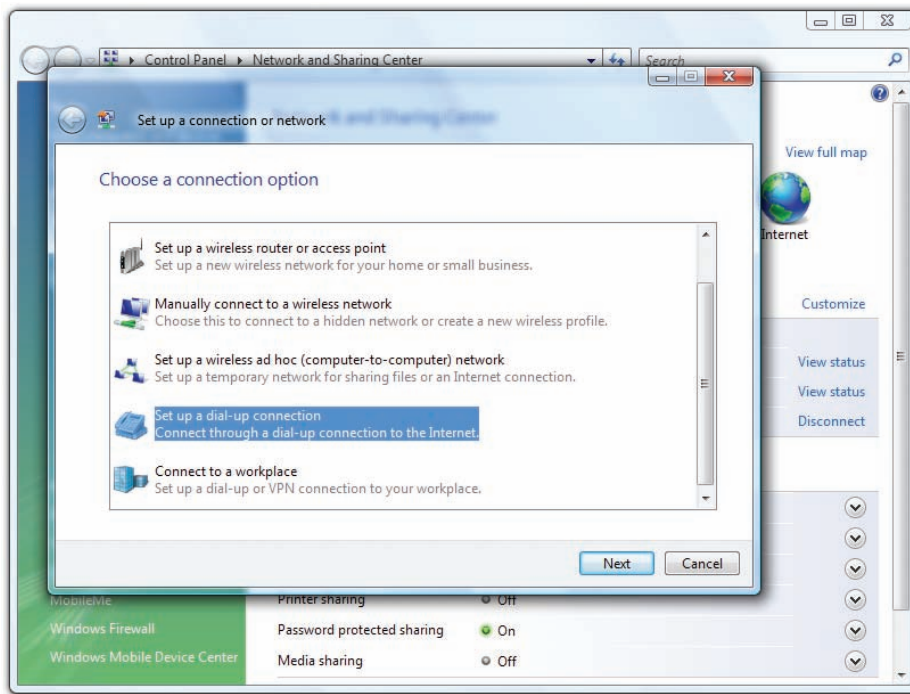 Control Panel
Network and Sharing Center
Search
Set up a connection or network
View full map
Choose a connection option
Internet
Set up a wireless router or access point
Set up a new wireless network for your home or small business.
Manually connect to a wireless network
Choose this to connect to a hidden network or create a new wireless profile.
Customize
Set up a wireless ad hoc (computer-to-computer) network
Set up a temporary network for sharing files or an Internet connection.
View status
View status
Set up a dial-up connection
Connect through a dial-up connection to the Internet.
Disconnect
Connect to a workplace
Set up a dial-up or VPN connection to your workplace.
Next
Cancel
MobileMe
Printer sharing
Off
Windows Firewall
Password protected sharing
On
Windows Mobile Device Center
Media sharing
Off